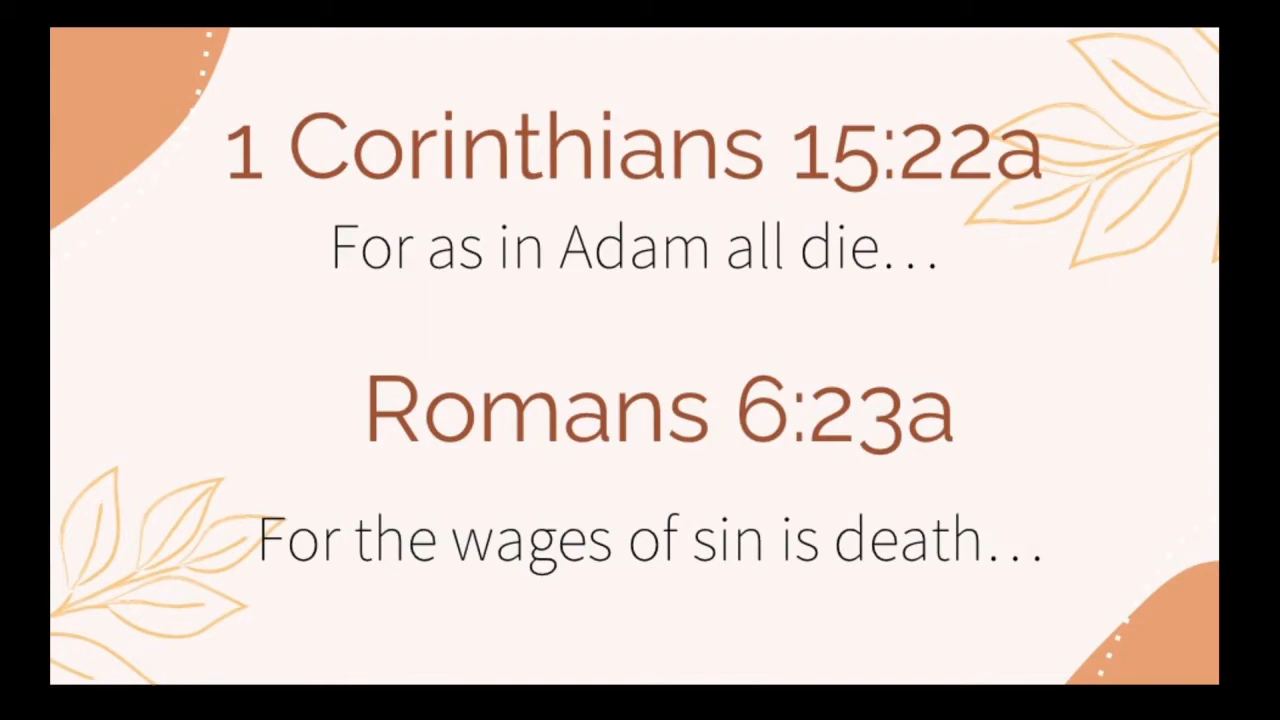 1 Corinthians 15:22a
For as in Adam all die...
Romans 6:23a
For the wages of sin is death...